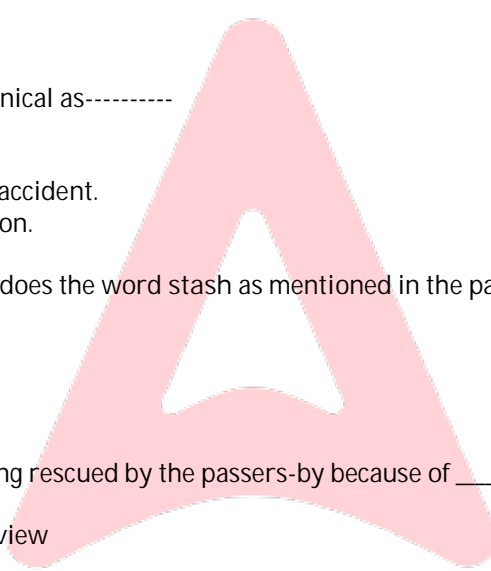 nical as----------
accident.
on.
does the word stash as mentioned in the pa
ng rescued by the passers-by because of __
view